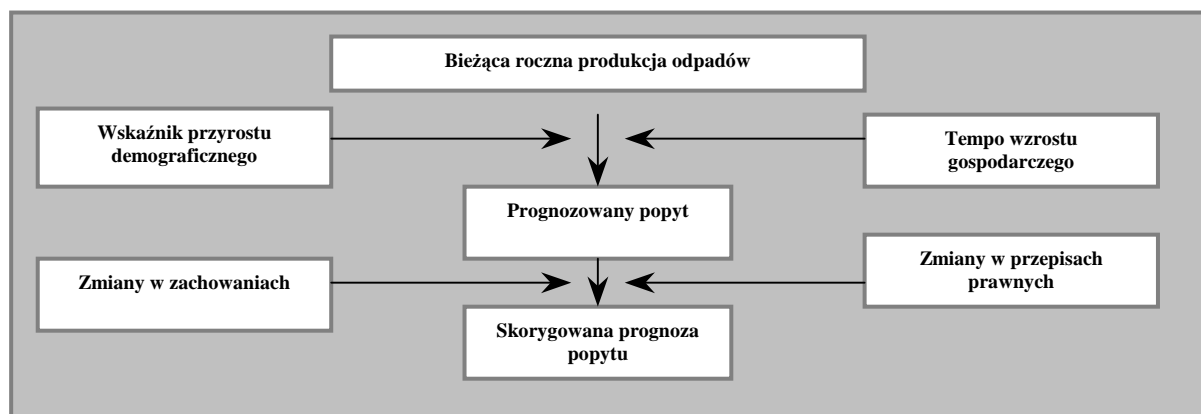 Bieżąca roczna produkcja odpadów
Wskaźnik przyrostu
demograficznego
Tempo wzrostu
gospodarczego
Prognozowany popyt
Zmiany w zachowaniach
Zmiany w przepisach
prawnych
Skorygowana prognoza
popytu